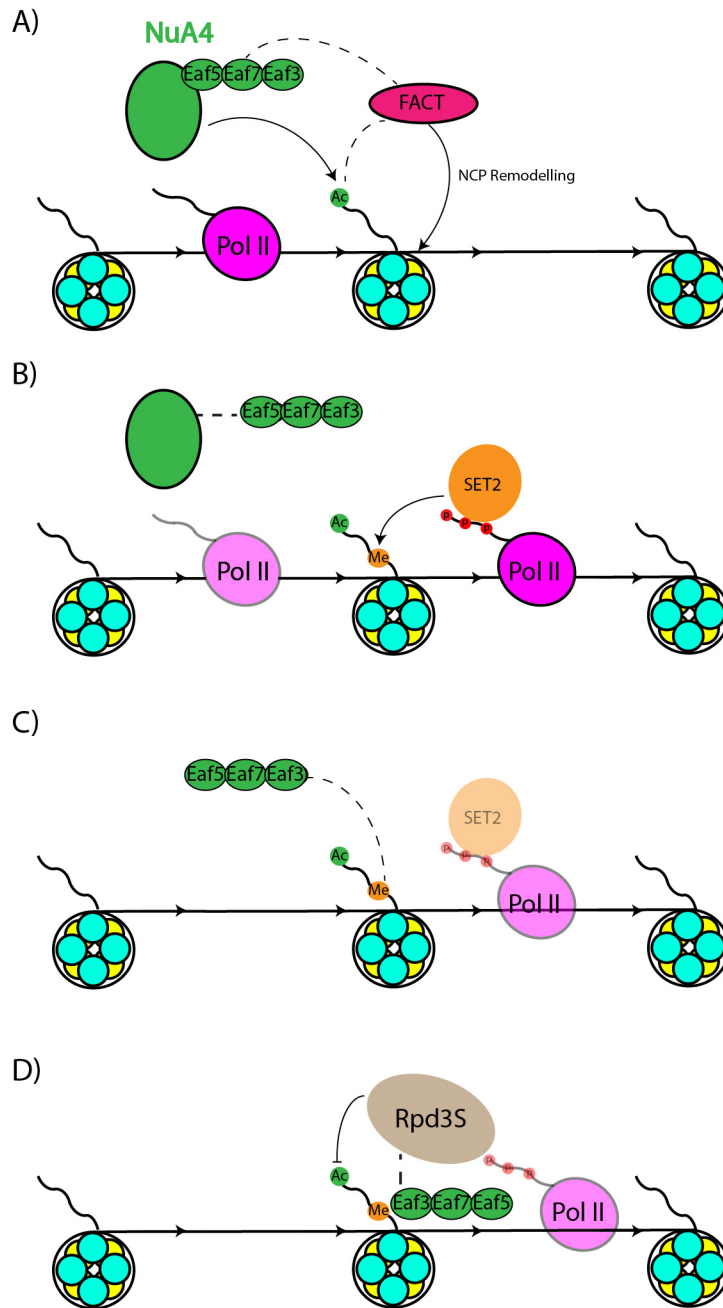 A)
NuA4
Eaf5 Eaf7 Eaf3
FACT
Ac
NCP Remodelling
Pol II
B)
Eaf5 Eaf7 Eaf3
SET2
Ac
P P P
Me
Pol II
Pol II
C)
Eaf5 Eaf7 Eaf3
SET2
Ac
P P P
Me
Pol II
D)
Rpd3S
P P P
Ac
Me
Eaf3 Eaf7 Eaf5
Pol II